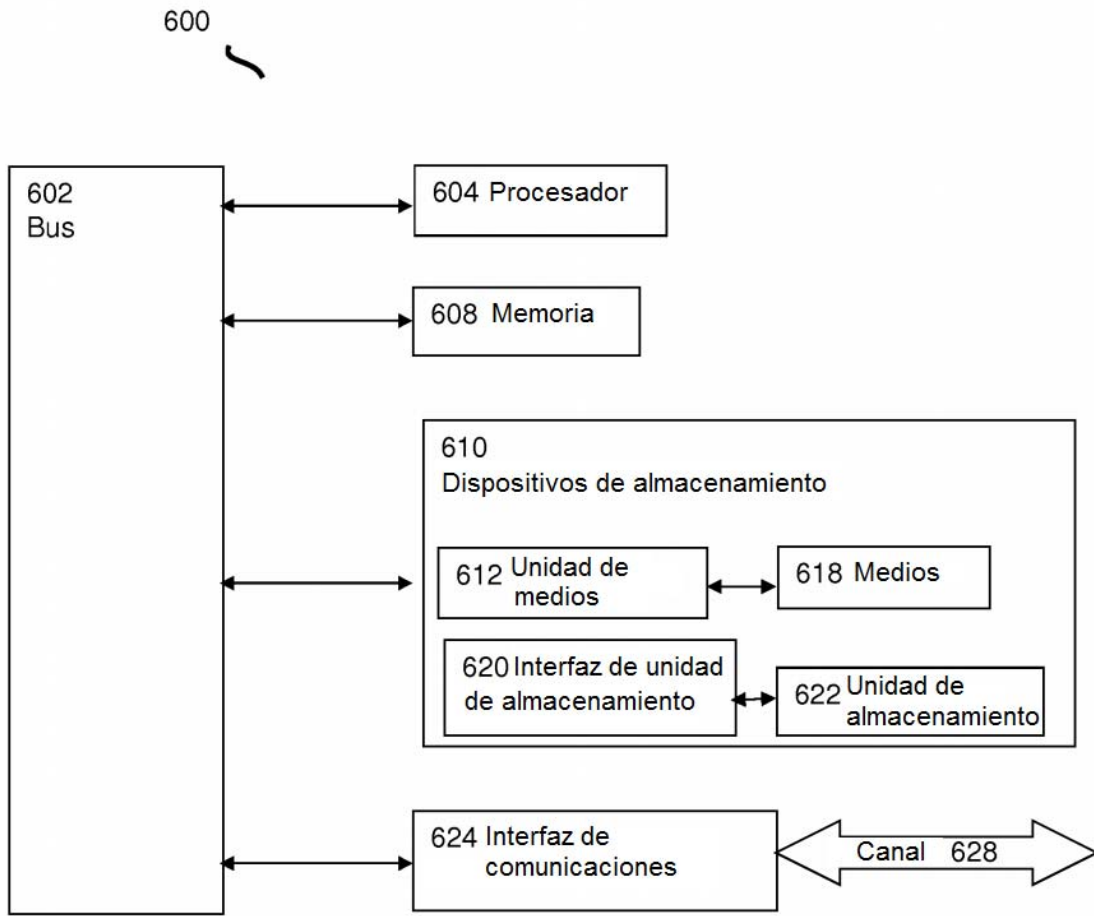 600
602
Bus
604 Procesador
608 Memoria
610
Dispositivos de almacenamiento
612 Unidad de
medios
618 Medios
620 Interfaz de unidad
de almacenamiento
622 Unidad de
almacenamiento
624 Interfaz de
comunicaciones
Canal 628